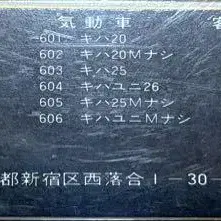 気動車 客
601 キハ20
602 キハ20Mナシ
603 キハ25
604 キハユニ26
605 キハ25Mナシ
606 キハユニMナシ
都新宿区西落合1-30-